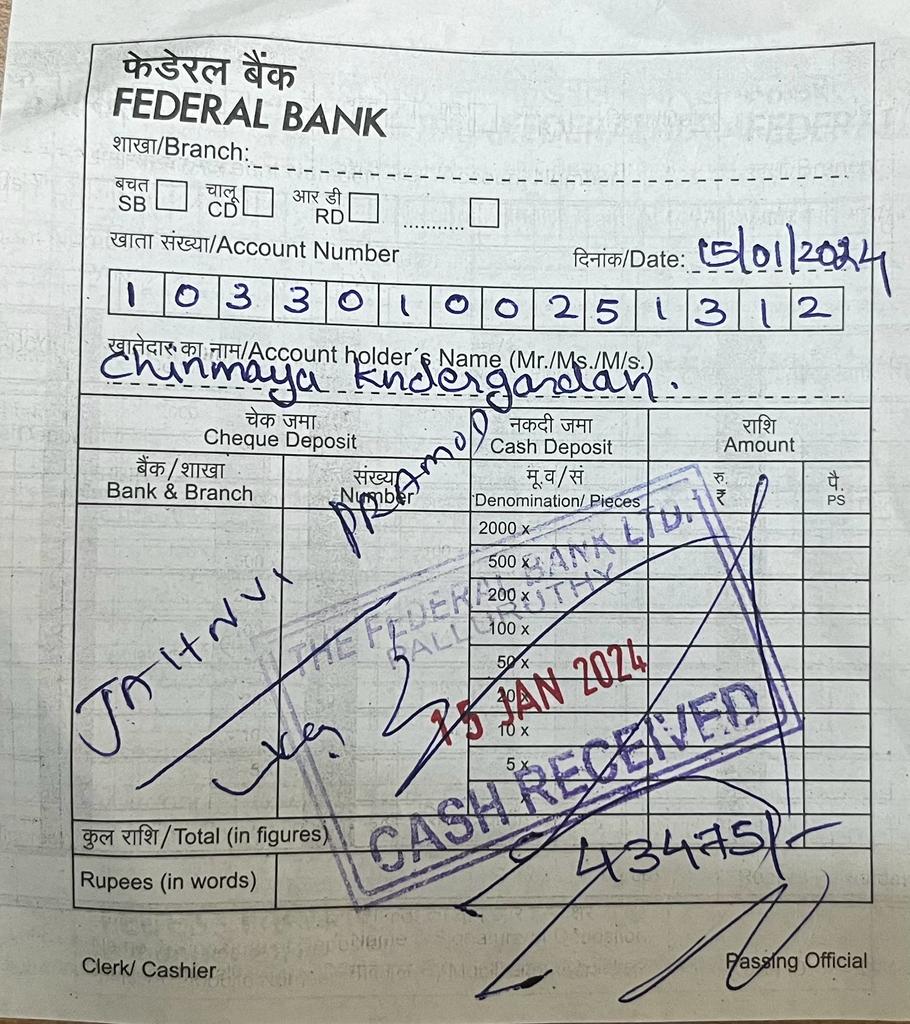 फेडेरल बैंक
FEDERAL BANK
शाखा/Branch:
बचत SB चालू CD आर डी RD ...........
खाता संख्या/Account Number दिनांक/Date: 15/01/2024
1 0 3 3 0 1 0 0 2 5 1 3 1 2
खातेदार का नाम/Account holder's Name (Mr./Ms./M/s.)
Chinmaya Kndergardan.
चेक जमा Cheque Deposit नकदी जमा Cash Deposit राशि Amount
बैंक/शाखा Bank & Branch संख्या Number मू.व/सं Denomination/ Pieces रु. ₹ पै. PS
JAHNVI PRAMOD
2000 x
500 x
200 x
100 x
50 x
20 x
10 x
5 x
THE FEDERAL BANK LTD.
PALLURUTHY
15 JAN 2024
CASH RECEIVED
कुल राशि/Total (in figures) 43475/-
Rupees (in words)
Clerk/ Cashier Passing Official